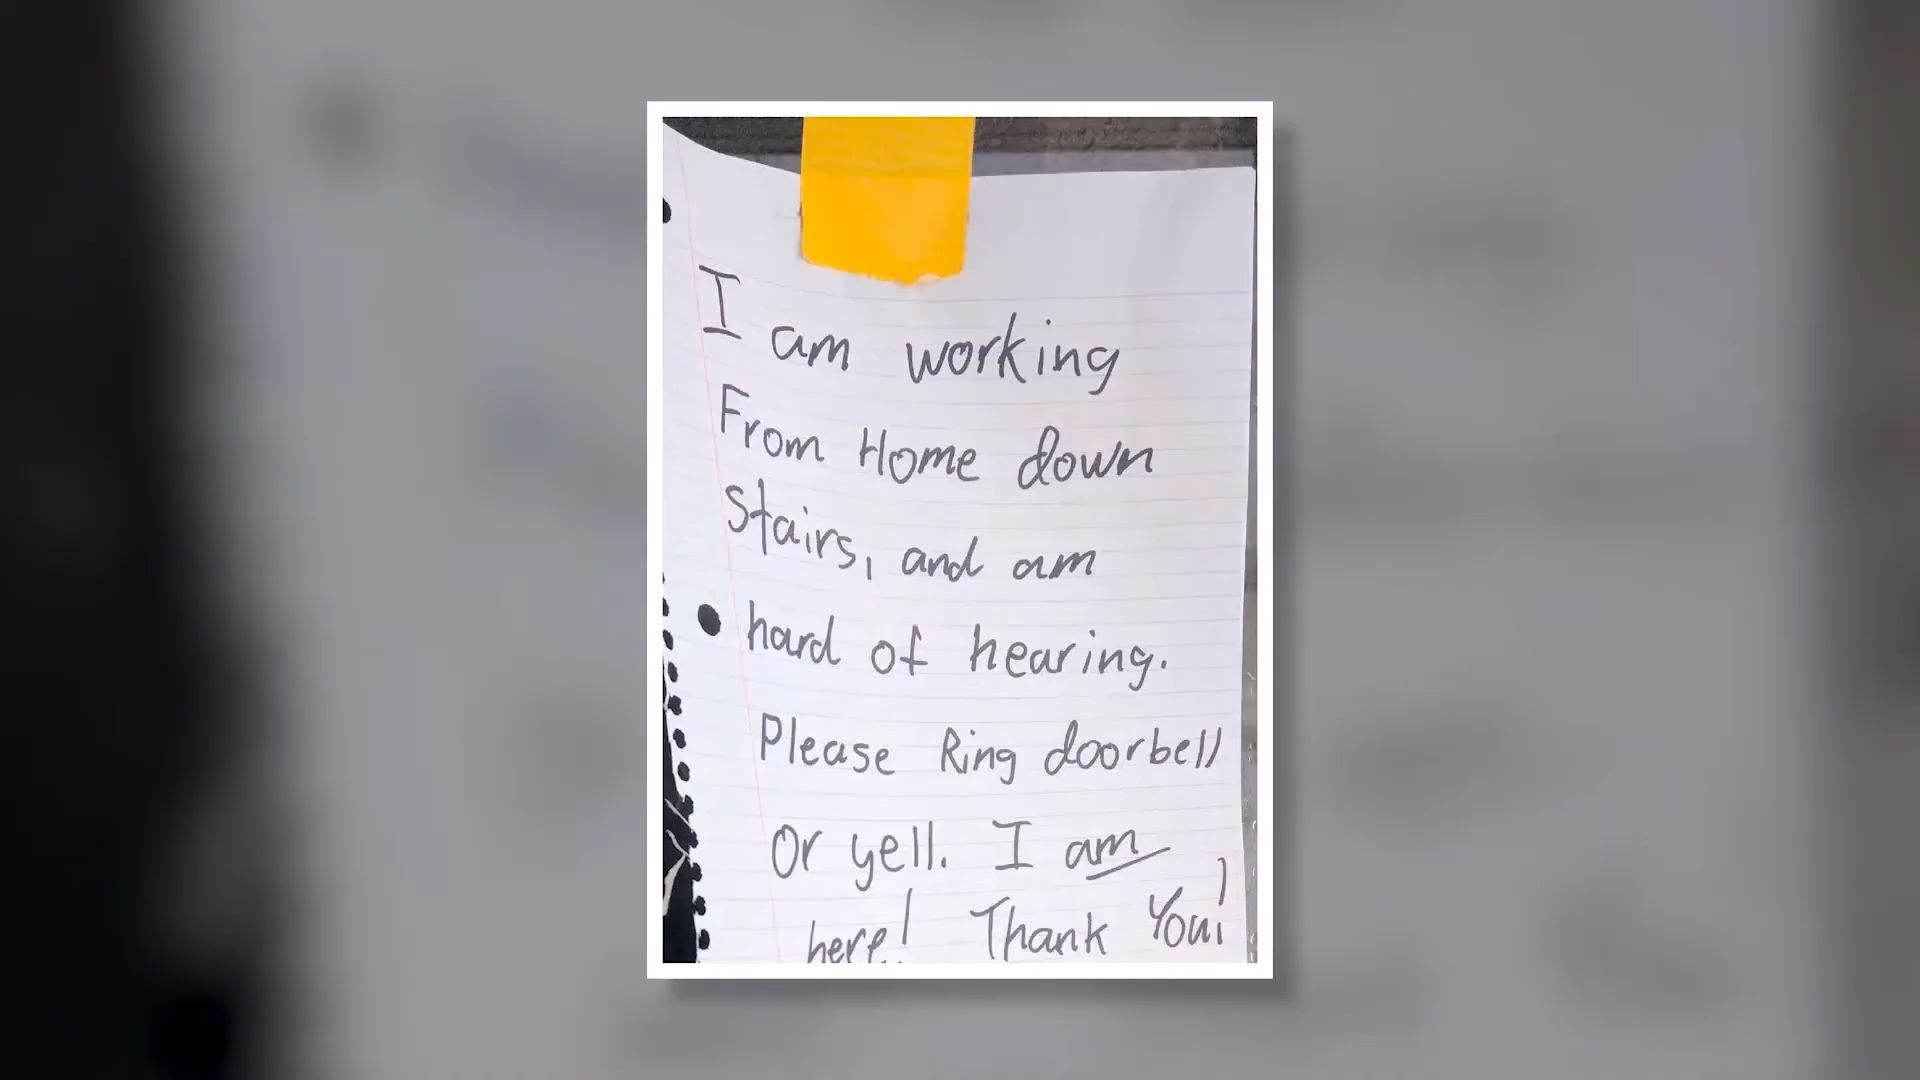 I am working
From Home down
Stairs, and am
hard of hearing.
Please Ring doorbell
Or yell. I am
here! Thank You!